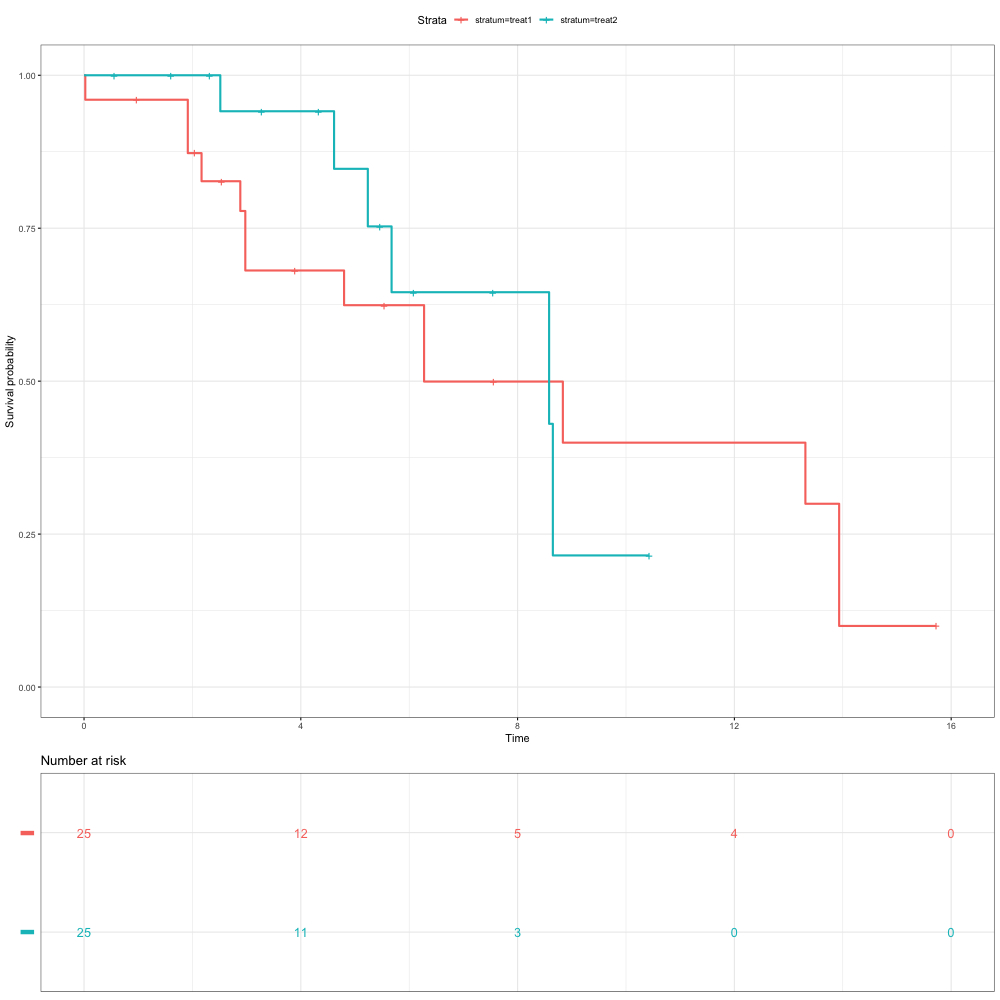 Strata stratum=treat1 stratum=treat2
1.00
0.75
0.50
0.25
0.00
Survival probability
0 4 8 12 16
Time
Number at risk
25 12 5 4 0
25 11 3 0 0